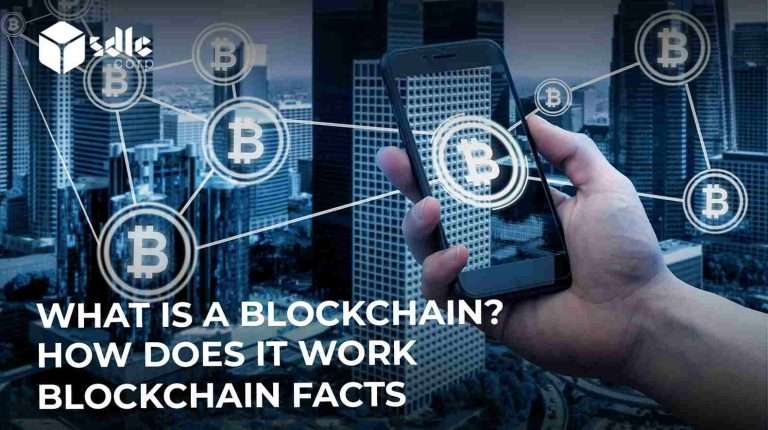 sdlc
corp
WHAT IS A BLOCKCHAIN?
HOW DOES IT WORK
BLOCKCHAIN FACTS